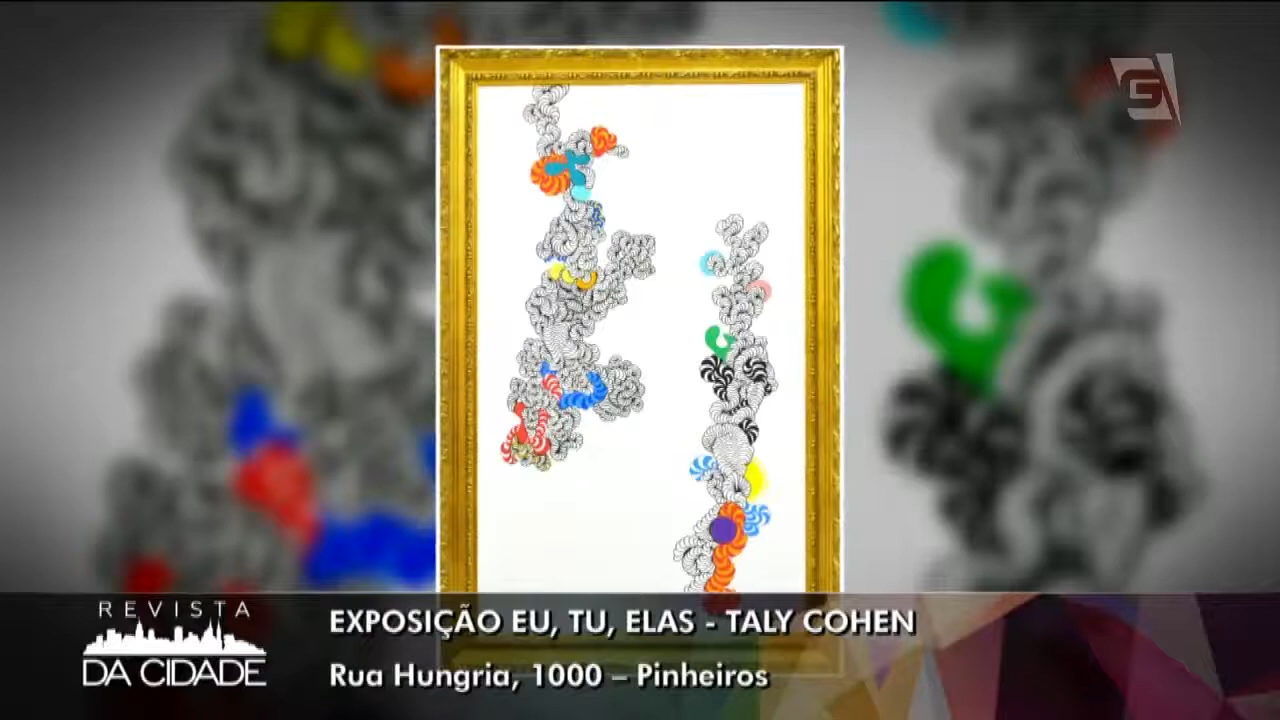 REVISTA
DA CIDADE
EXPOSIÇÃO EU, TU, ELAS - TALY COHEN
Rua Hungria, 1000 – Pinheiros